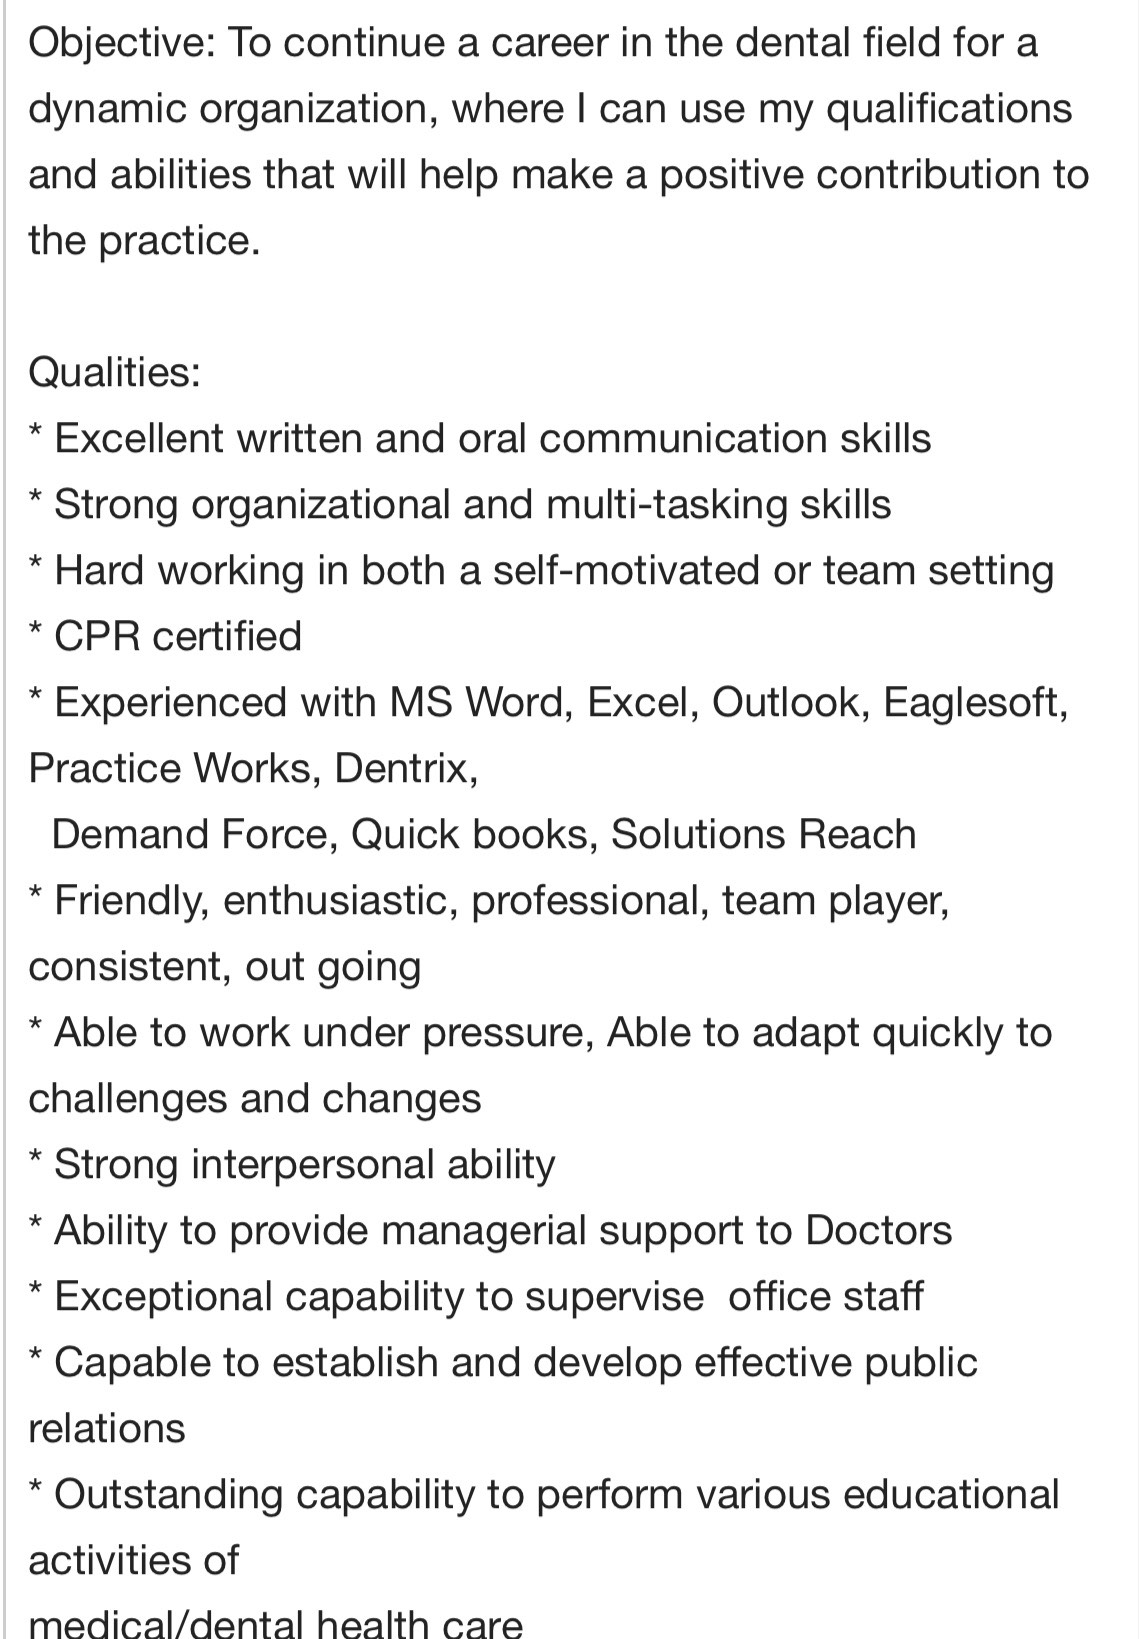 Objective: To continue a career in the dental field for a
dynamic organization, where I can use my qualifications
and abilities that will help make a positive contribution to
the practice.
Qualities:
* Excellent written and oral communication skills
* Strong organizational and multi-tasking skills
* Hard working in both a self-motivated or team setting
* CPR certified
* Experienced with MS Word, Excel, Outlook, Eaglesoft,
Practice Works, Dentrix,
Demand Force, Quick books, Solutions Reach
* Friendly, enthusiastic, professional, team player,
consistent, out going
* Able to work under pressure, Able to adapt quickly to
challenges and changes
* Strong interpersonal ability
* Ability to provide managerial support to Doctors
* Exceptional capability to supervise  office staff
* Capable to establish and develop effective public
relations
* Outstanding capability to perform various educational
activities of
medical/dental health care